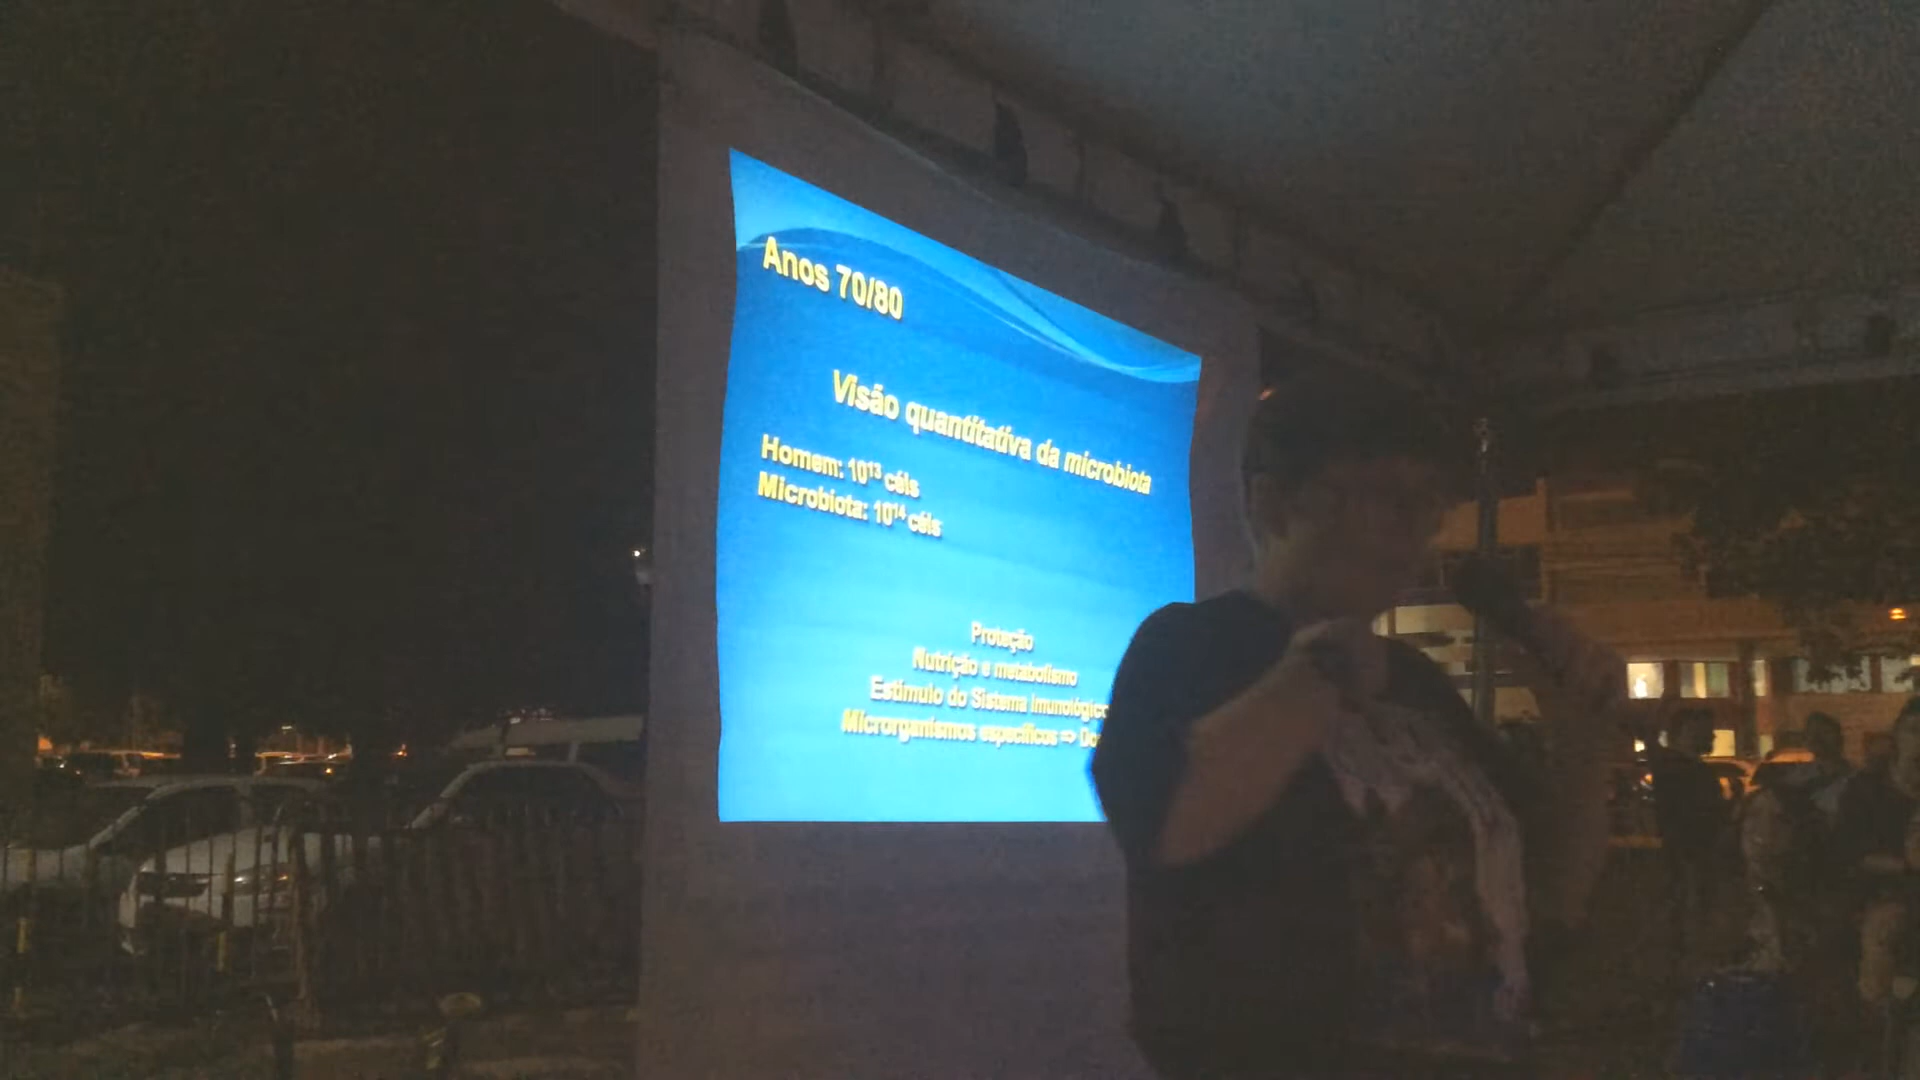 Anos 70/80
Visão quantitativa da microbiota
Homem: 10¹³ céls
Microbiota: 10¹⁴ céls
Proteção
Nutrição e metabolismo
Estímulo do Sistema Imunológico
Microrganismos específicos =>